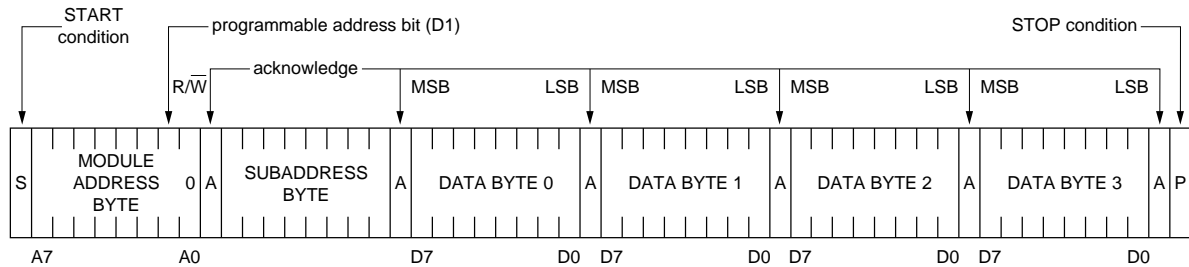 START
condition
programmable address bit (D1)
STOP condition
R/W̅
acknowledge
MSB LSB MSB LSB MSB LSB MSB LSB
S MODULE ADDRESS BYTE 0 A SUBADDRESS BYTE A DATA BYTE 0 A DATA BYTE 1 A DATA BYTE 2 A DATA BYTE 3 A P
A7 A0 D7 D0 D7 D0 D7 D0 D7 D0